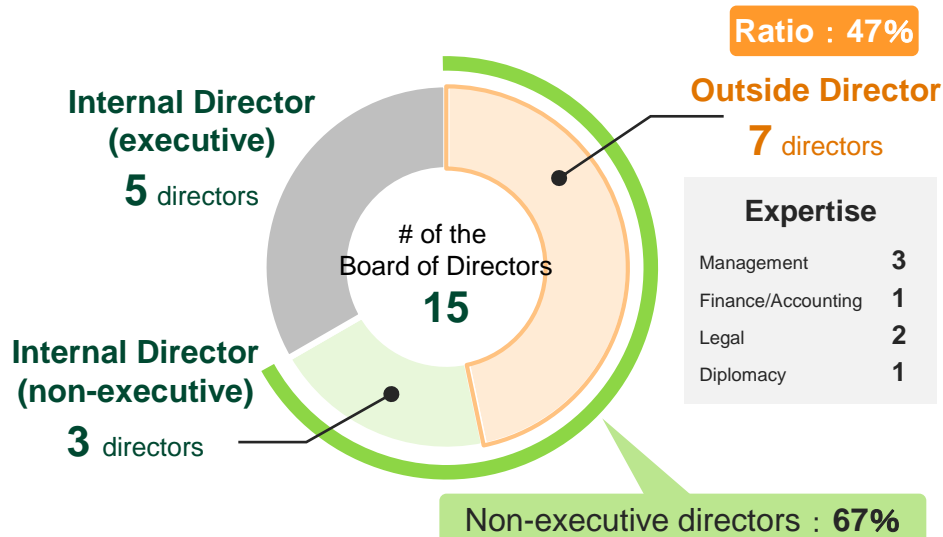 Ratio : 47%
Outside Director
7 directors
Internal Director
(executive)
5 directors
# of the
Board of Directors
15
Expertise
Management 3
Finance/Accounting 1
Legal 2
Diplomacy 1
Internal Director
(non-executive)
3 directors
Non-executive directors : 67%